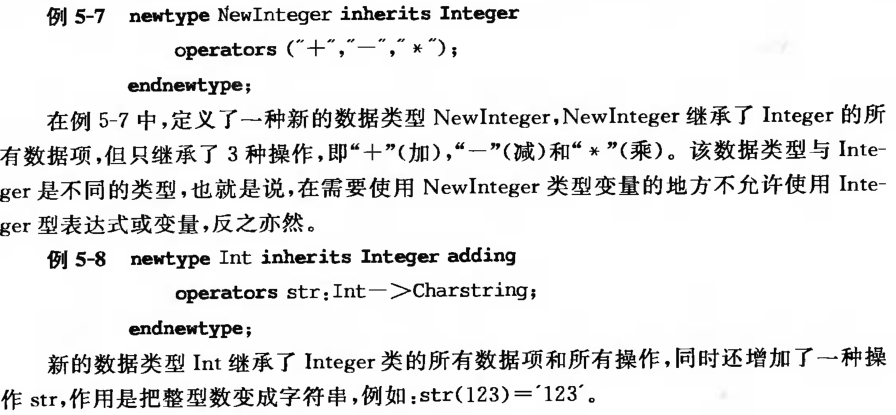 例 5-7 newtype NewInteger inherits Integer
operators ("+","-","*");
endnewtype;
在例 5-7 中,定义了一种新的数据类型 NewInteger,NewInteger 继承了 Integer 的所
有数据项,但只继承了 3 种操作,即“+”(加),“-”(减)和“*”(乘)。该数据类型与 Inte-
ger 是不同的类型,也就是说,在需要使用 NewInteger 类型变量的地方不允许使用 Inte-
ger 型表达式或变量,反之亦然。
例 5-8 newtype Int inherits Integer adding
operators str:Int->Charstring;
endnewtype;
新的数据类型 Int 继承了 Integer 类的所有数据项和所有操作,同时还增加了一种操
作 str,作用是把整型数变成字符串,例如:str(123)=´123´。